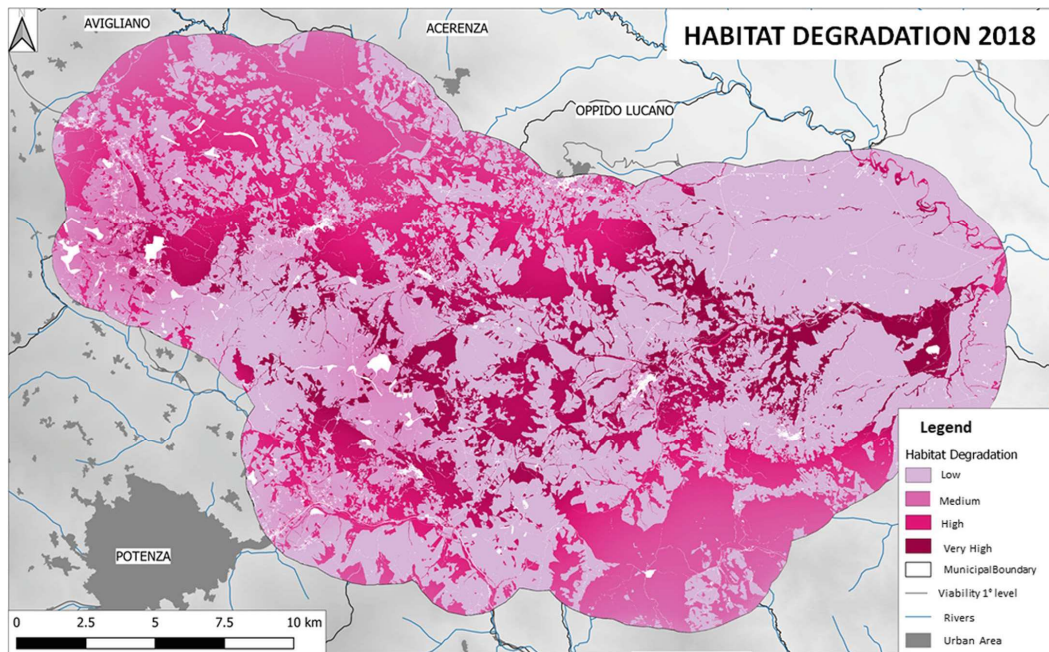 AVIGLIANO
ACERENZA
HABITAT DEGRADATION 2018
OPPIDO LUCANO
POTENZA
Legend
Habitat Degradation
Low
Medium
High
Very High
MunicipalBoundary
Viability 1° level
Rivers
Urban Area
0 2.5 5 7.5 10 km